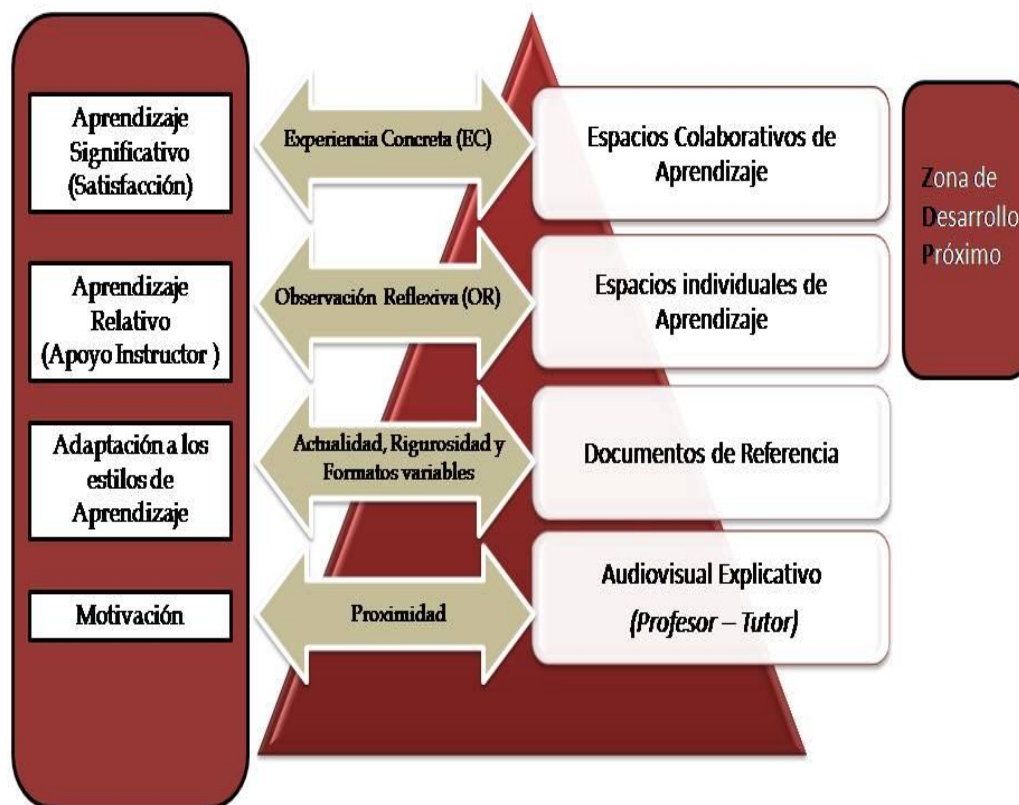 Aprendizaje
Significativo
(Satisfacción)
Experiencia Concreta (EC)
Espacios Colaborativos de
Aprendizaje
Zona de
Desarrollo
Próximo
Aprendizaje
Relativo
(Apoyo Instructor )
Observación Reflexiva (OR)
Espacios individuales de
Aprendizaje
Adaptación a los
estilos de
Aprendizaje
Actualidad, Rigurosidad y
Formatos variables
Documentos de Referencia
Motivación
Proximidad
Audiovisual Explicativo
(Profesor – Tutor)